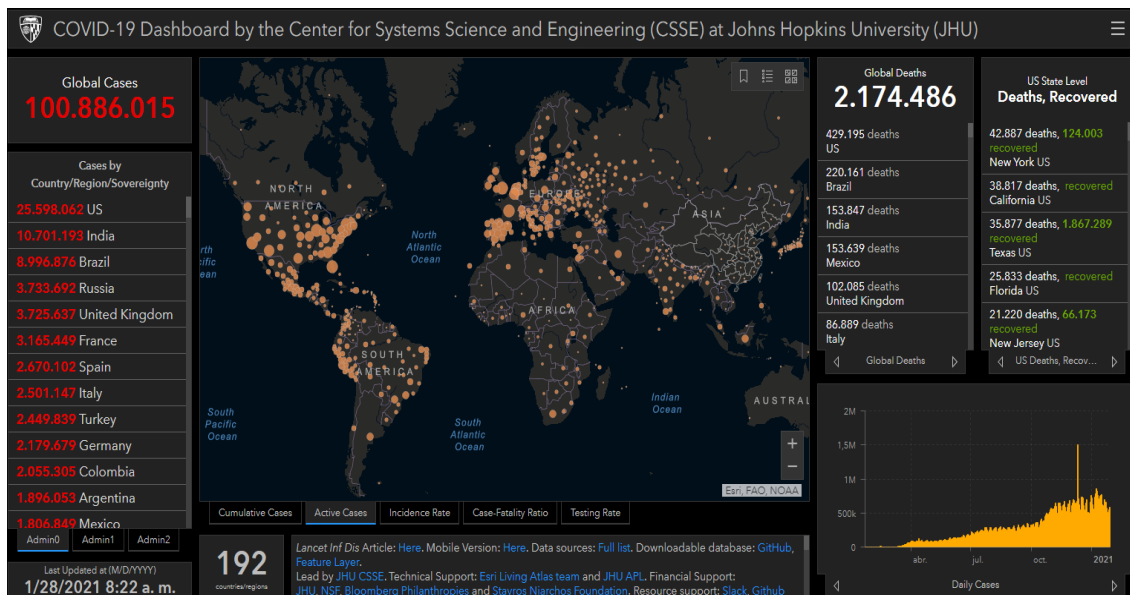 COVID-19 Dashboard by the Center for Systems Science and Engineering (CSSE) at Johns Hopkins University (JHU)
Global Cases
100.886.015
Cases by
Country/Region/Sovereignty
25.598.062 US
10.701.193 India
8.996.876 Brazil
3.733.692 Russia
3.725.637 United Kingdom
3.165.449 France
2.670.102 Spain
2.501.147 Italy
2.449.839 Turkey
2.179.679 Germany
2.055.305 Colombia
1.896.053 Argentina
1.806.849 Mexico
Admin0
Admin1
Admin2
Last Updated at (M/D/YYYY)
1/28/2021 8:22 a. m.
NORTH
AMERICA
North
Atlantic
Ocean
rth
cific
ean
EUROPE
ASIA
AFRICA
SOUTH
AMERICA
South
Pacific
Ocean
South
Atlantic
Ocean
Indian
Ocean
AUSTRAL
+
−
Esri, FAO, NOAA
Cumulative Cases
Active Cases
Incidence Rate
Case-Fatality Ratio
Testing Rate
192
countries/regions
Lancet Inf Dis Article: Here. Mobile Version: Here. Data sources: Full list. Downloadable database: GitHub,
Feature Layer.
Lead by JHU CSSE. Technical Support: Esri Living Atlas team and JHU APL. Financial Support:
JHU, NSF, Bloomberg Philanthropies and Stavros Niarchos Foundation. Resource support: Slack, Github
Global Deaths
2.174.486
429.195 deaths
US
220.161 deaths
Brazil
153.847 deaths
India
153.639 deaths
Mexico
102.085 deaths
United Kingdom
86.889 deaths
Italy
Global Deaths
US State Level
Deaths, Recovered
42.887 deaths, 124.003
recovered
New York US
38.817 deaths, recovered
California US
35.877 deaths, 1.867.289
recovered
Texas US
25.833 deaths, recovered
Florida US
21.220 deaths, 66.173
recovered
New Jersey US
US Deaths, Recov...
2M
1,5M
1M
500k
0
abr.
jul.
oct.
2021
Daily Cases